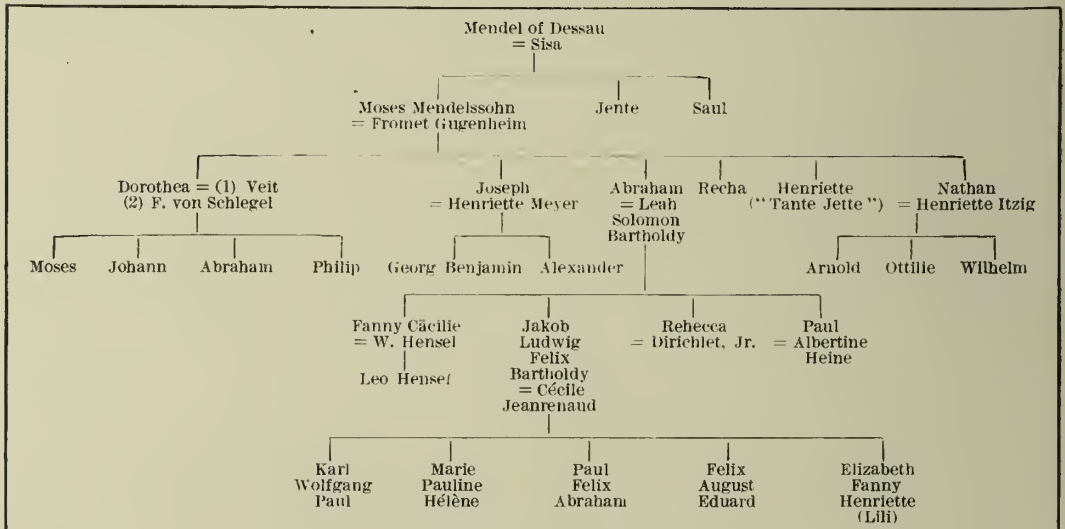 Mendel of Dessau
= Sisa
Moses Mendelssohn
= Fromet Gugenheim
Jente
Saul
Dorothea = (1) Veit
(2) F. von Schlegel
Joseph
= Henriette Meyer
Abraham
= Leah
Solomon
Bartholdy
Recha
Henriette
("Tante Jette")
Nathan
= Henriette Itzig
Moses
Johann
Abraham
Philip
Georg Benjamin
Alexander
Arnold
Ottilie
Wilhelm
Fanny Cäcilie
= W. Hensel
Jakob
Ludwig
Felix
Bartholdy
= Cécile
Jeanrenaud
Rebecca
= Dirichlet, Jr.
Paul
= Albertine
Heine
Leo Hensel
Karl
Wolfgang
Paul
Marie
Pauline
Hélène
Paul
Felix
Abraham
Felix
August
Eduard
Elizabeth
Fanny
Henriette
(Lili)